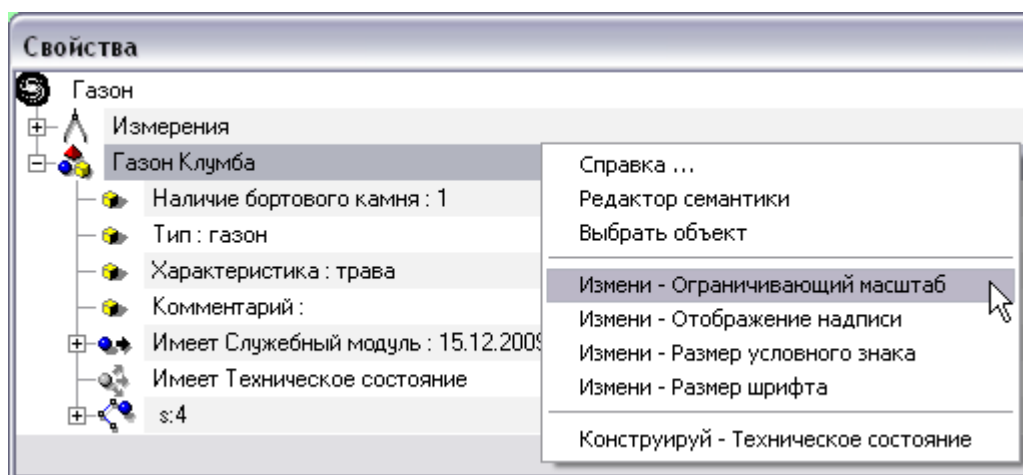 Свойства
Газон
Измерения
Газон Клумба
Наличие бортового камня : 1
Тип : газон
Характеристика : трава
Комментарий :
Имеет Служебный модуль : 15.12.2009
Имеет Техническое состояние
s:4
Справка ...
Редактор семантики
Выбрать объект
Измени - Ограничивающий масштаб
Измени - Отображение надписи
Измени - Размер условного знака
Измени - Размер шрифта
Конструируй - Техническое состояние